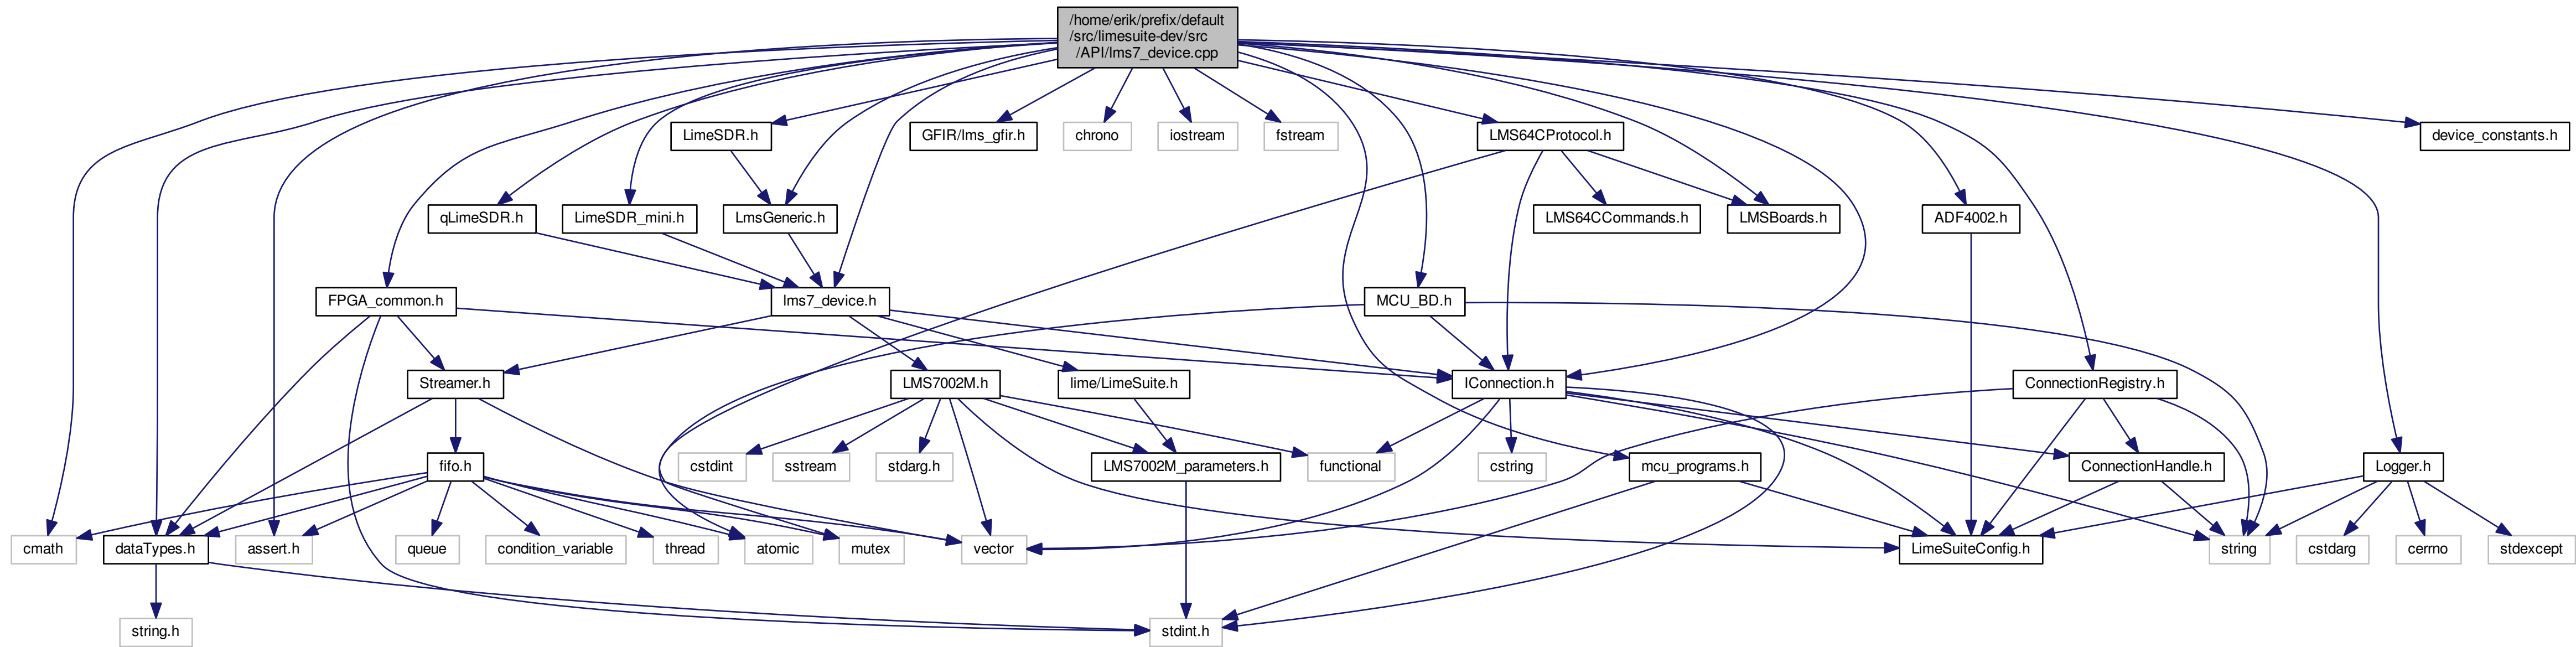 /home/erik/prefix/default
/src/limesuite-dev/src
/API/lms7_device.cpp
LimeSDR.h
GFIR/lms_gfir.h
chrono
iostream
fstream
LMS64CProtocol.h
device_constants.h
qLimeSDR.h
LimeSDR_mini.h
LmsGeneric.h
LMS64CCommands.h
LMSBoards.h
ADF4002.h
FPGA_common.h
lms7_device.h
MCU_BD.h
Streamer.h
LMS7002M.h
lime/LimeSuite.h
IConnection.h
ConnectionRegistry.h
fifo.h
cstdint
sstream
stdarg.h
LMS7002M_parameters.h
functional
cstring
mcu_programs.h
ConnectionHandle.h
Logger.h
cmath
dataTypes.h
assert.h
queue
condition_variable
thread
atomic
mutex
vector
LimeSuiteConfig.h
string
cstdarg
cerrno
stdexcept
string.h
stdint.h